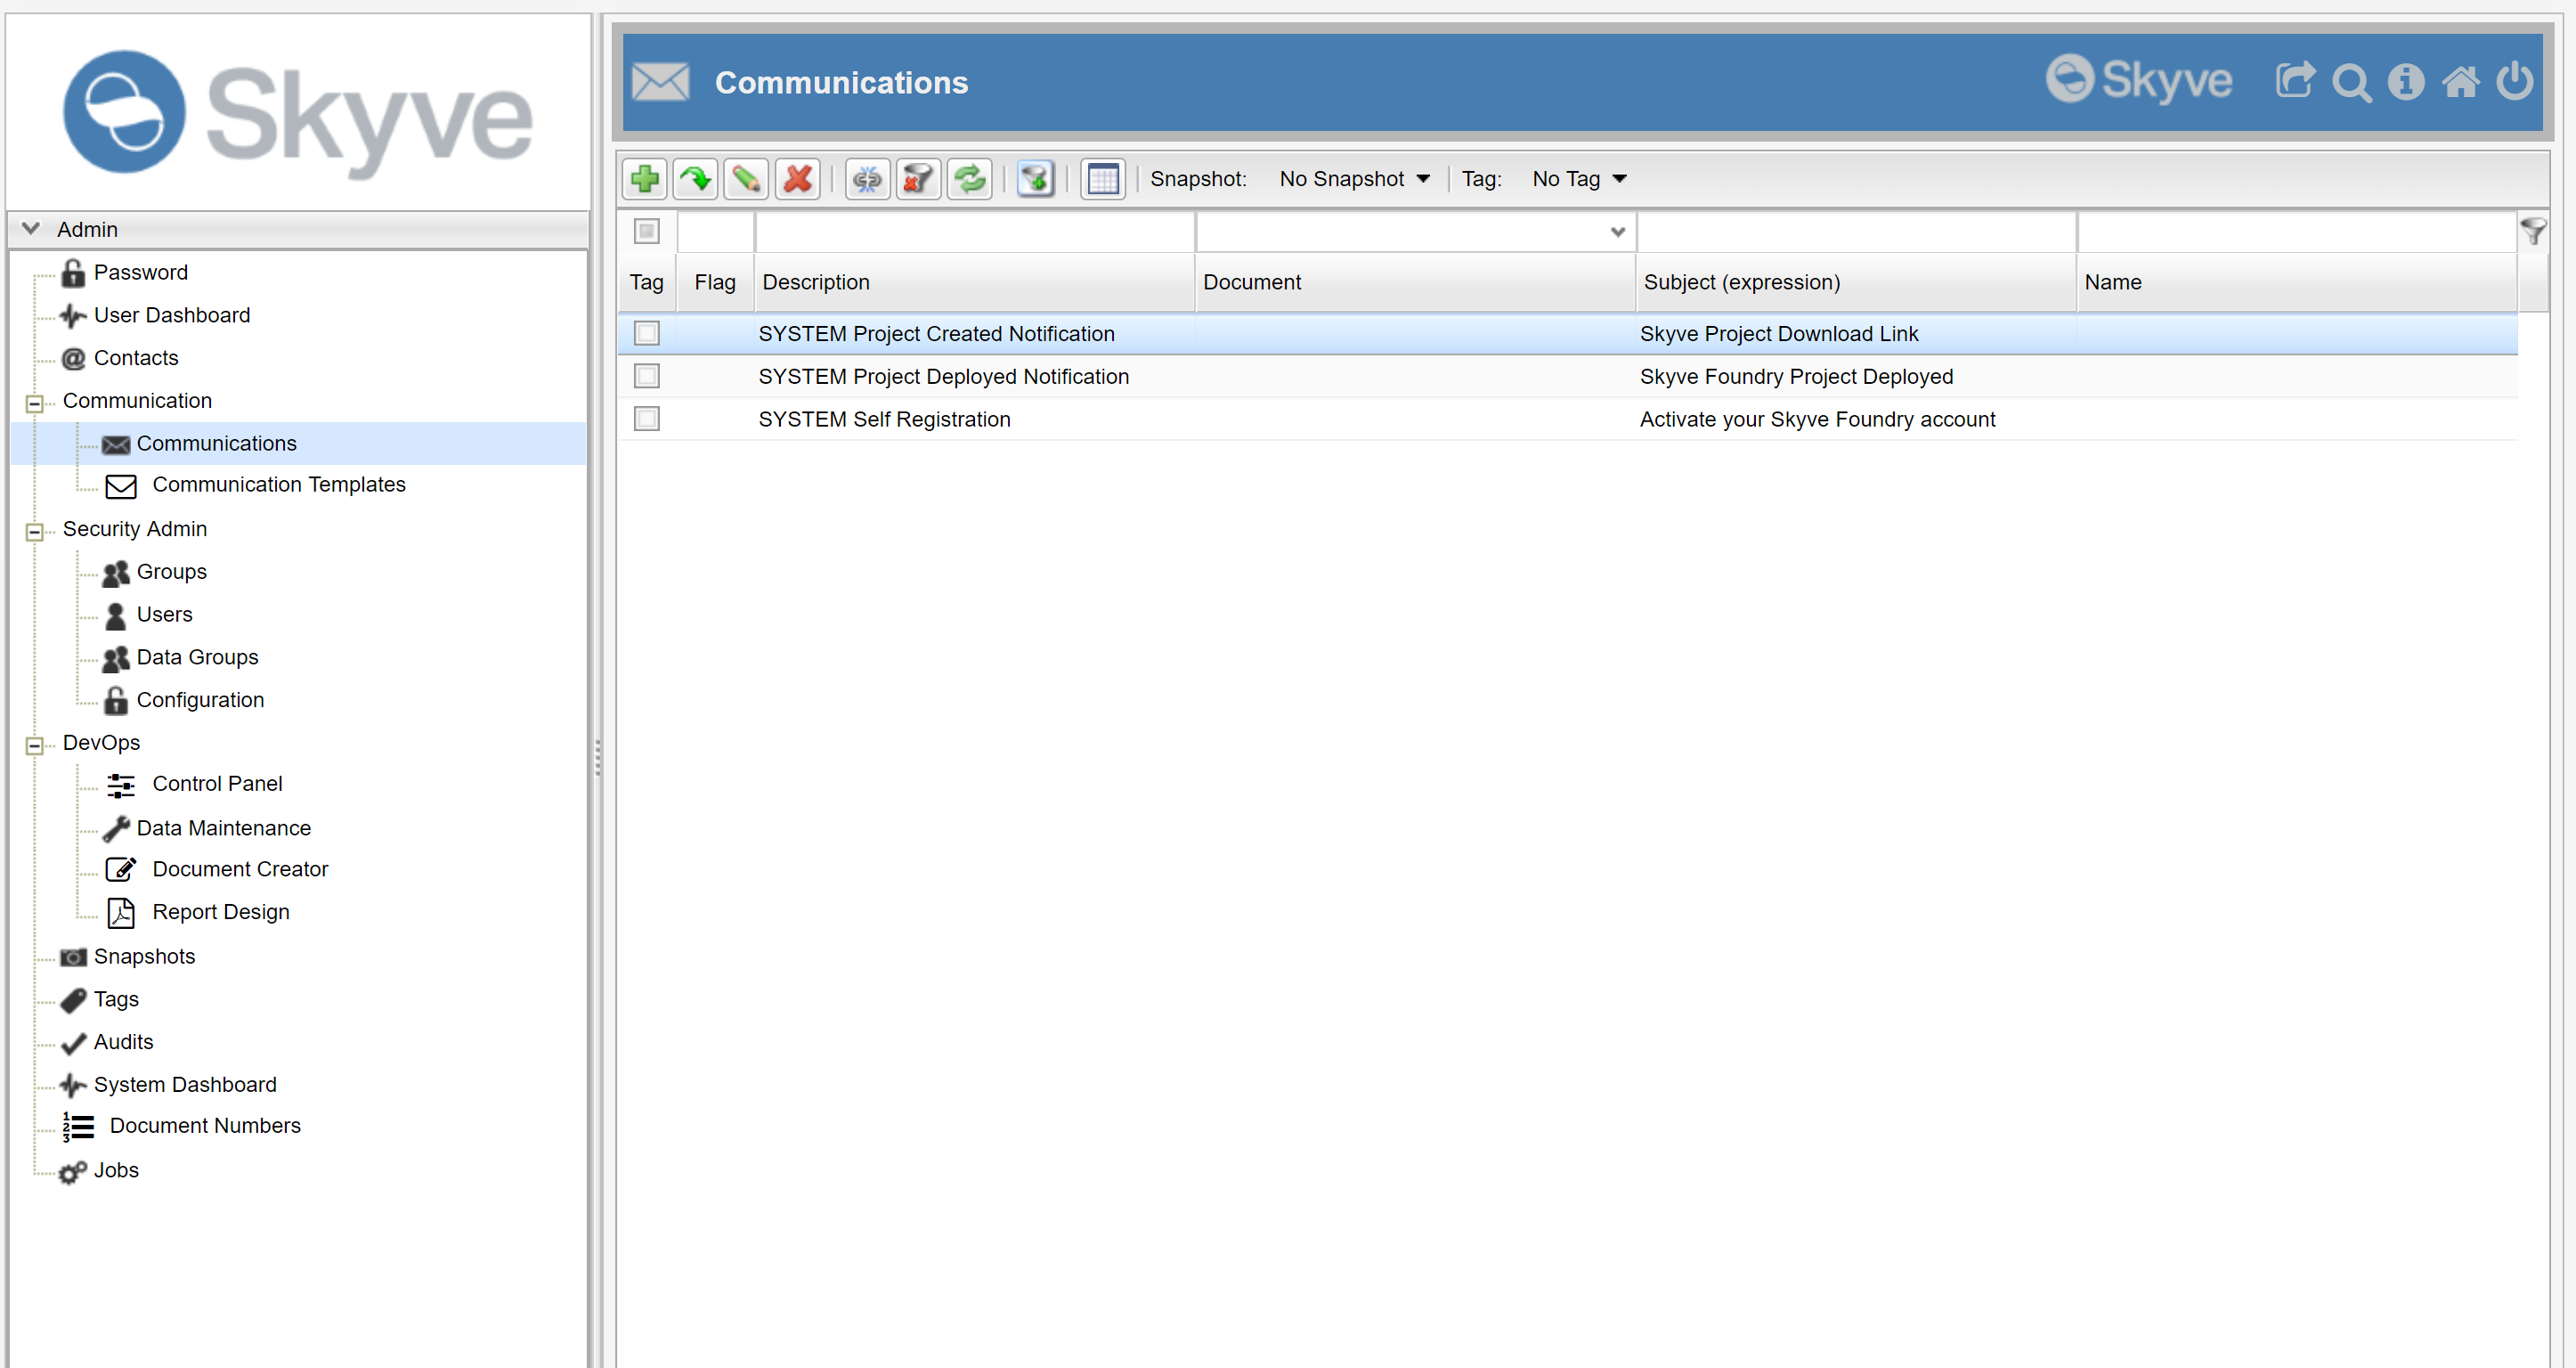 Skyve
Admin
Password
User Dashboard
Contacts
Communication
Communications
Communication Templates
Security Admin
Groups
Users
Data Groups
Configuration
DevOps
Control Panel
Data Maintenance
Document Creator
Report Design
Snapshots
Tags
Audits
System Dashboard
1
2
3
Document Numbers
Jobs
Communications
Skyve
Snapshot: No Snapshot Tag: No Tag
Tag Flag Description Document Subject (expression) Name
SYSTEM Project Created Notification Skyve Project Download Link
SYSTEM Project Deployed Notification Skyve Foundry Project Deployed
SYSTEM Self Registration Activate your Skyve Foundry account